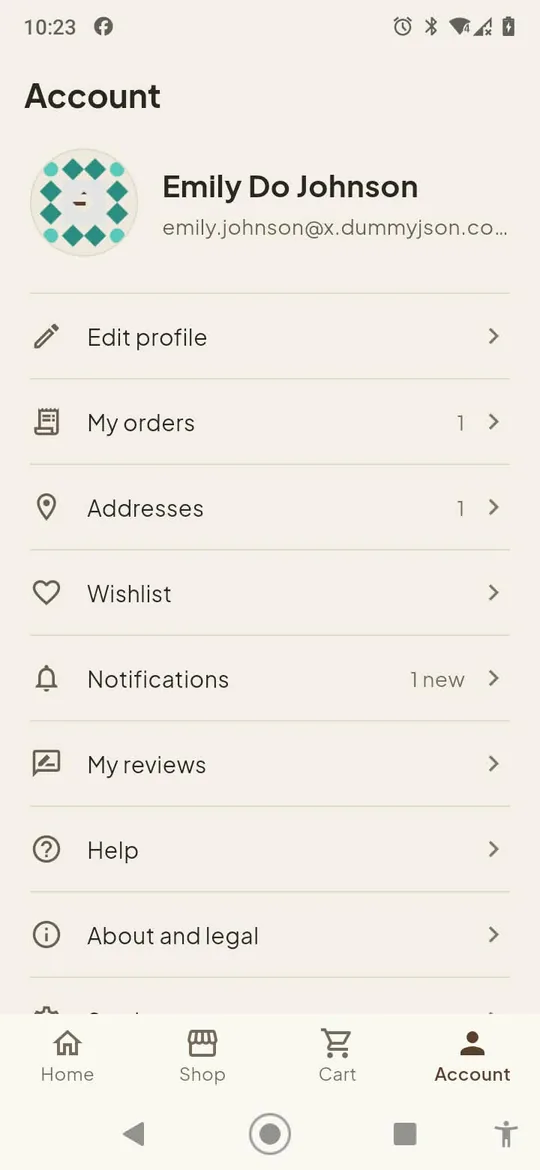 10:23
Account
Emily Do Johnson
emily.johnson@x.dummyjson.co…
Edit profile
My orders 1
Addresses 1
Wishlist
Notifications 1 new
My reviews
Help
About and legal
Home Shop Cart Account